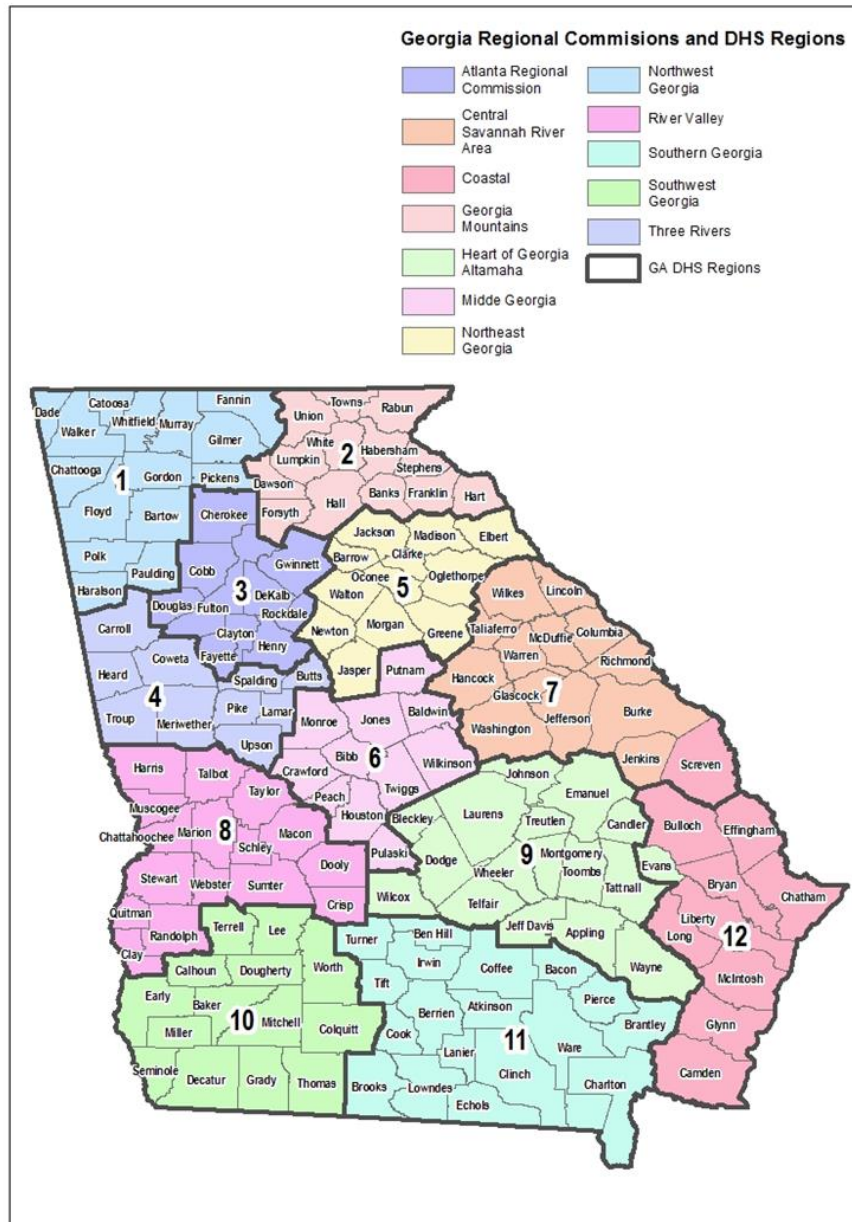 Georgia Regional Commisions and DHS Regions
Atlanta Regional
Commission
Central
Savannah River
Area
Coastal
Georgia
Mountains
Heart of Georgia
Altamaha
Midde Georgia
Northeast
Georgia
Northwest
Georgia
River Valley
Southern Georgia
Southwest
Georgia
Three Rivers
GA DHS Regions
Dade
Catoosa
Fannin
Walker
Whitfield
Murray
Gilmer
Chattooga
1
Gordon
Pickens
Floyd
Bartow
Polk
Paulding
Haralson
Towns
Rabun
Union
White
2
Habersham
Lumpkin
Stephens
Dawson
Hall
Banks
Franklin
Hart
Forsyth
Cherokee
Cobb
Gwinnett
3
DeKalb
Douglas
Fulton
Rockdale
Clayton
Henry
Fayette
Carroll
Coweta
Heard
4
Spalding
Butts
Troup
Meriwether
Pike
Lamar
Upson
Jackson
Madison
Elbert
Barrow
Clarke
Oconee
Oglethorpe
Walton
5
Morgan
Newton
Greene
Jasper
Putnam
Monroe
Jones
Baldwin
Bibb
6
Wilkinson
Crawford
Twiggs
Peach
Houston
Pulaski
Wilkes
Lincoln
Taliaferro
McDuffie
Columbia
Warren
Richmond
Hancock
Glascock
7
Burke
Washington
Jefferson
Jenkins
Screven
Harris
Talbot
Taylor
Muscogee
Chattahoochee
Marion
8
Macon
Schley
Dooly
Stewart
Webster
Sumter
Crisp
Quitman
Randolph
Clay
Johnson
Emanuel
Bleckley
Laurens
Treutlen
Candler
Dodge
9
Montgomery
Evans
Wheeler
Toombs
Tattnall
Wilcox
Telfair
Jeff Davis
Appling
Wayne
Terrell
Lee
Calhoun
Dougherty
Worth
Early
Baker
10
Mitchell
Miller
Colquitt
Seminole
Decatur
Grady
Thomas
Turner
Ben Hill
Irwin
Coffee
Bacon
Tift
Pierce
Berrien
Atkinson
Brantley
Cook
11
Ware
Lanier
Clinch
Brooks
Lowndes
Charlton
Echols
Bulloch
Effingham
Bryan
Chatham
Liberty
Long
12
McIntosh
Glynn
Camden